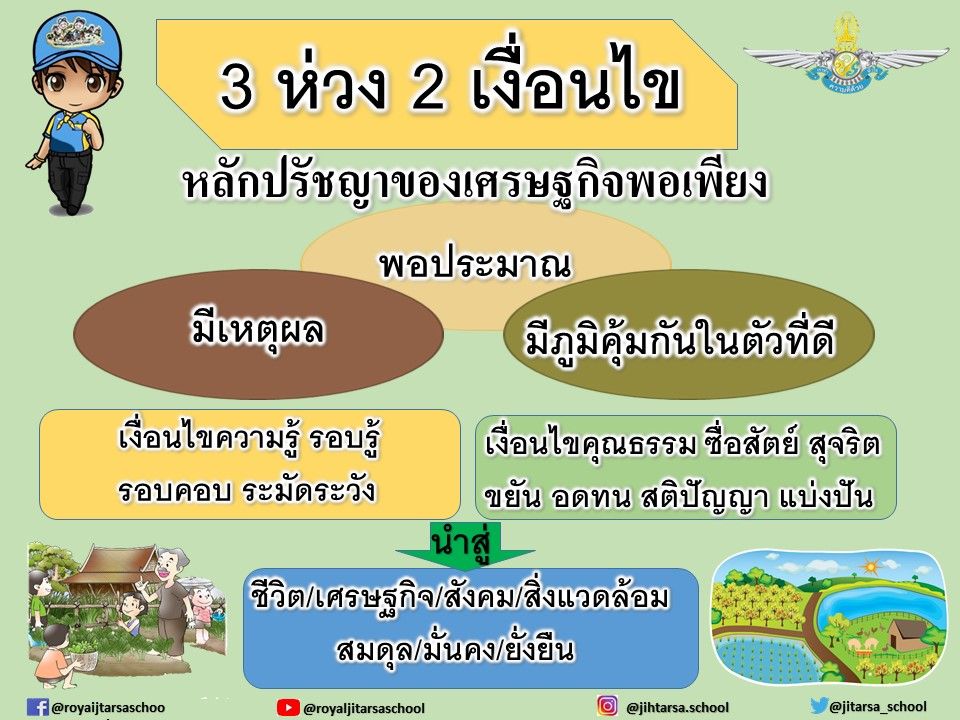 3 ห่วง 2 เงื่อนไข
หลักปรัชญาของเศรษฐกิจพอเพียง
พอประมาณ
มีเหตุผล
มีภูมิคุ้มกันในตัวที่ดี
เงื่อนไขความรู้ รอบรู้
รอบคอบ ระมัดระวัง
เงื่อนไขคุณธรรม ซื่อสัตย์ สุจริต
ขยัน อดทน สติปัญญา แบ่งปัน
นำสู่
ชีวิต/เศรษฐกิจ/สังคม/สิ่งแวดล้อม
สมดุล/มั่นคง/ยั่งยืน
@royaijtarsaschoo
@royaljitarsaschool
@jihtarsa.school
@jitarsa_school